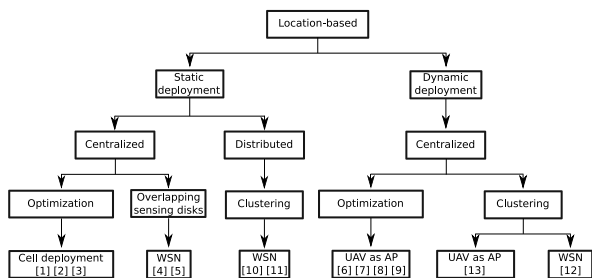 Location-based
Static
deployment
Dynamic
deployment
Centralized
Distributed
Centralized
Optimization
Overlapping
sensing disks
Clustering
Optimization
Clustering
Cell deployment
[1] [2] [3]
WSN
[4] [5]
WSN
[10] [11]
UAV as AP
[6] [7] [8] [9]
UAV as AP
[13]
WSN
[12]